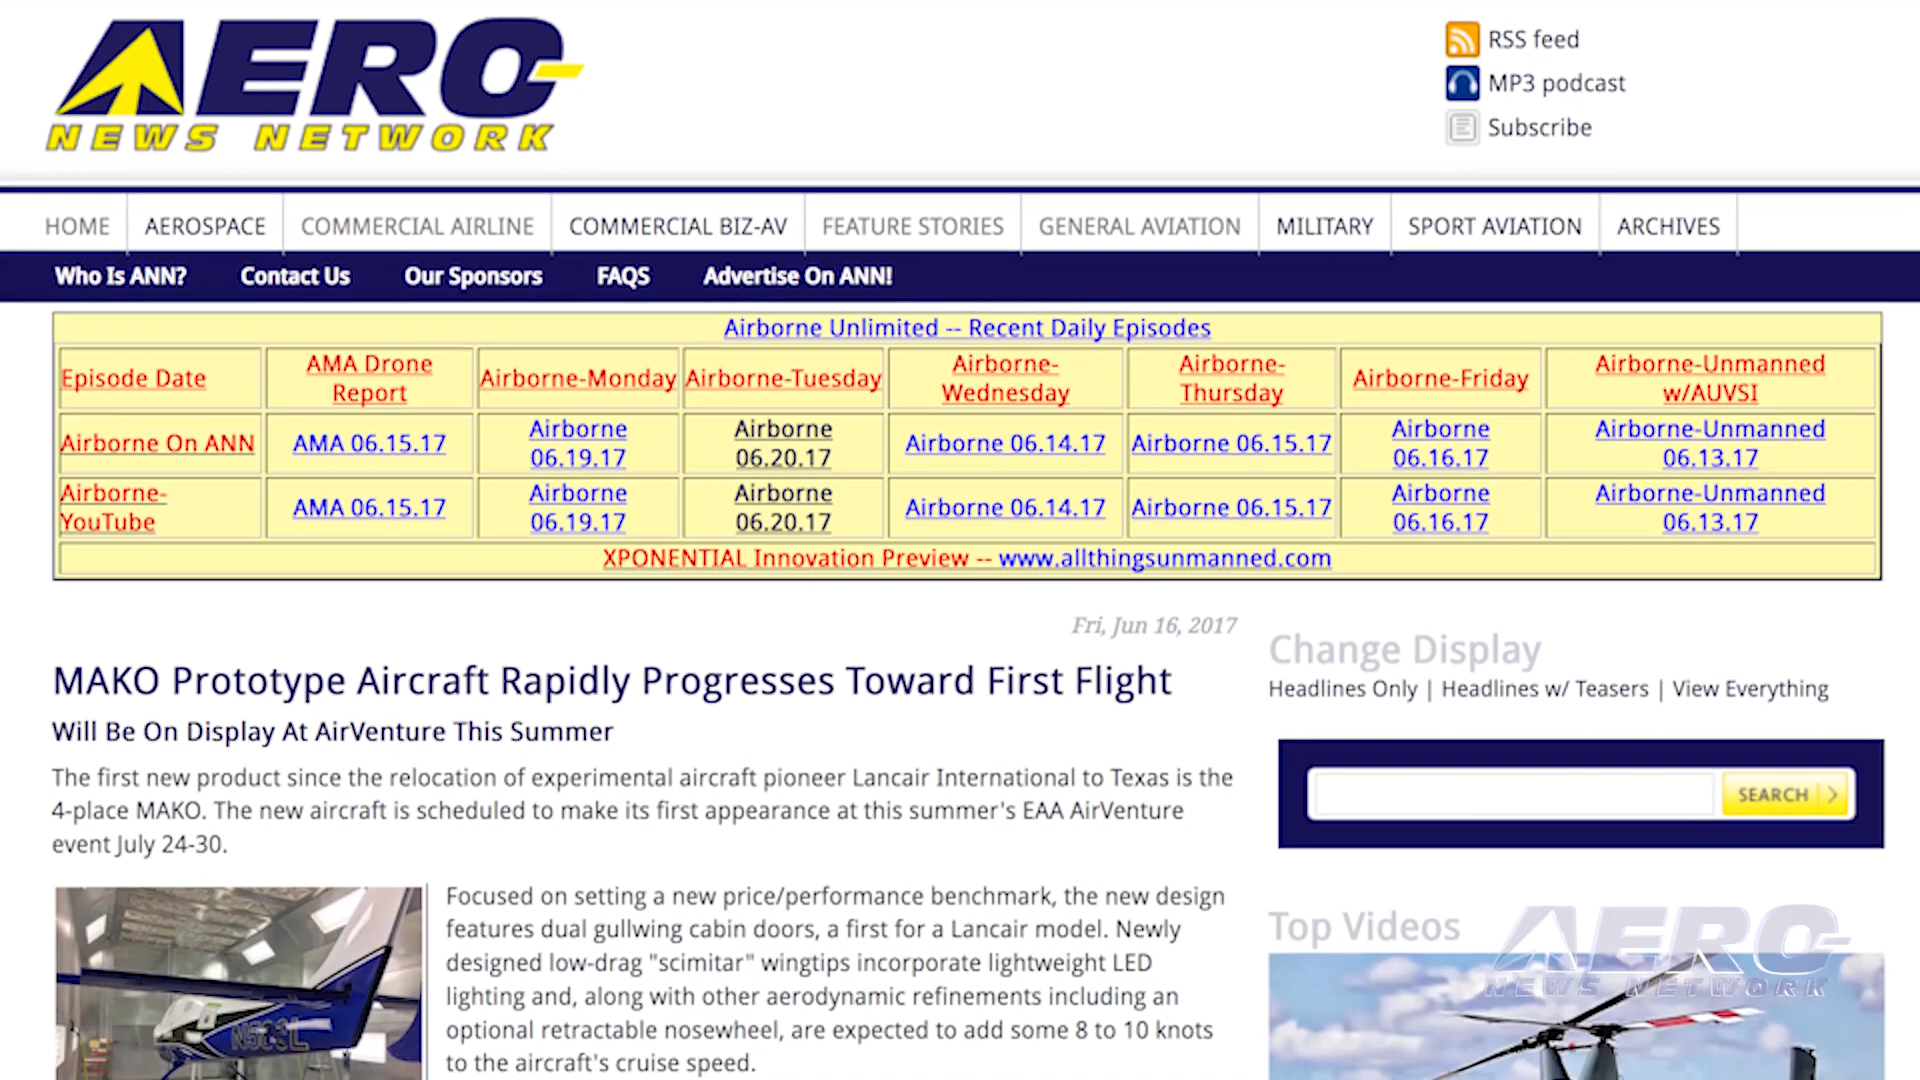 AERO
NEWS NETWORK
RSS feed
MP3 podcast
Subscribe
HOME AEROSPACE COMMERCIAL AIRLINE COMMERCIAL BIZ-AV FEATURE STORIES GENERAL AVIATION MILITARY SPORT AVIATION ARCHIVES
Who Is ANN? Contact Us Our Sponsors FAQS Advertise On ANN!
Airborne Unlimited -- Recent Daily Episodes
Episode Date
AMA Drone
Report
Airborne-Monday
Airborne-Tuesday
Airborne-
Wednesday
Airborne-
Thursday
Airborne-Friday
Airborne-Unmanned
w/AUVSI
Airborne On ANN
AMA 06.15.17
Airborne
06.19.17
Airborne
06.20.17
Airborne 06.14.17
Airborne 06.15.17
Airborne
06.16.17
Airborne-Unmanned
06.13.17
Airborne-
YouTube
AMA 06.15.17
Airborne
06.19.17
Airborne
06.20.17
Airborne 06.14.17
Airborne 06.15.17
Airborne
06.16.17
Airborne-Unmanned
06.13.17
XPONENTIAL Innovation Preview -- www.allthingsunmanned.com
Fri, Jun 16, 2017
MAKO Prototype Aircraft Rapidly Progresses Toward First Flight
Will Be On Display At AirVenture This Summer
The first new product since the relocation of experimental aircraft pioneer Lancair International to Texas is the
4-place MAKO. The new aircraft is scheduled to make its first appearance at this summer's EAA AirVenture
event July 24-30.
Focused on setting a new price/performance benchmark, the new design
features dual gullwing cabin doors, a first for a Lancair model. Newly
designed low-drag "scimitar" wingtips incorporate lightweight LED
lighting and, along with other aerodynamic refinements including an
optional retractable nosewheel, are expected to add some 8 to 10 knots
to the aircraft's cruise speed.
Change Display
Headlines Only | Headlines w/ Teasers | View Everything
SEARCH
Top Videos
AERO
NEWS NETWORK